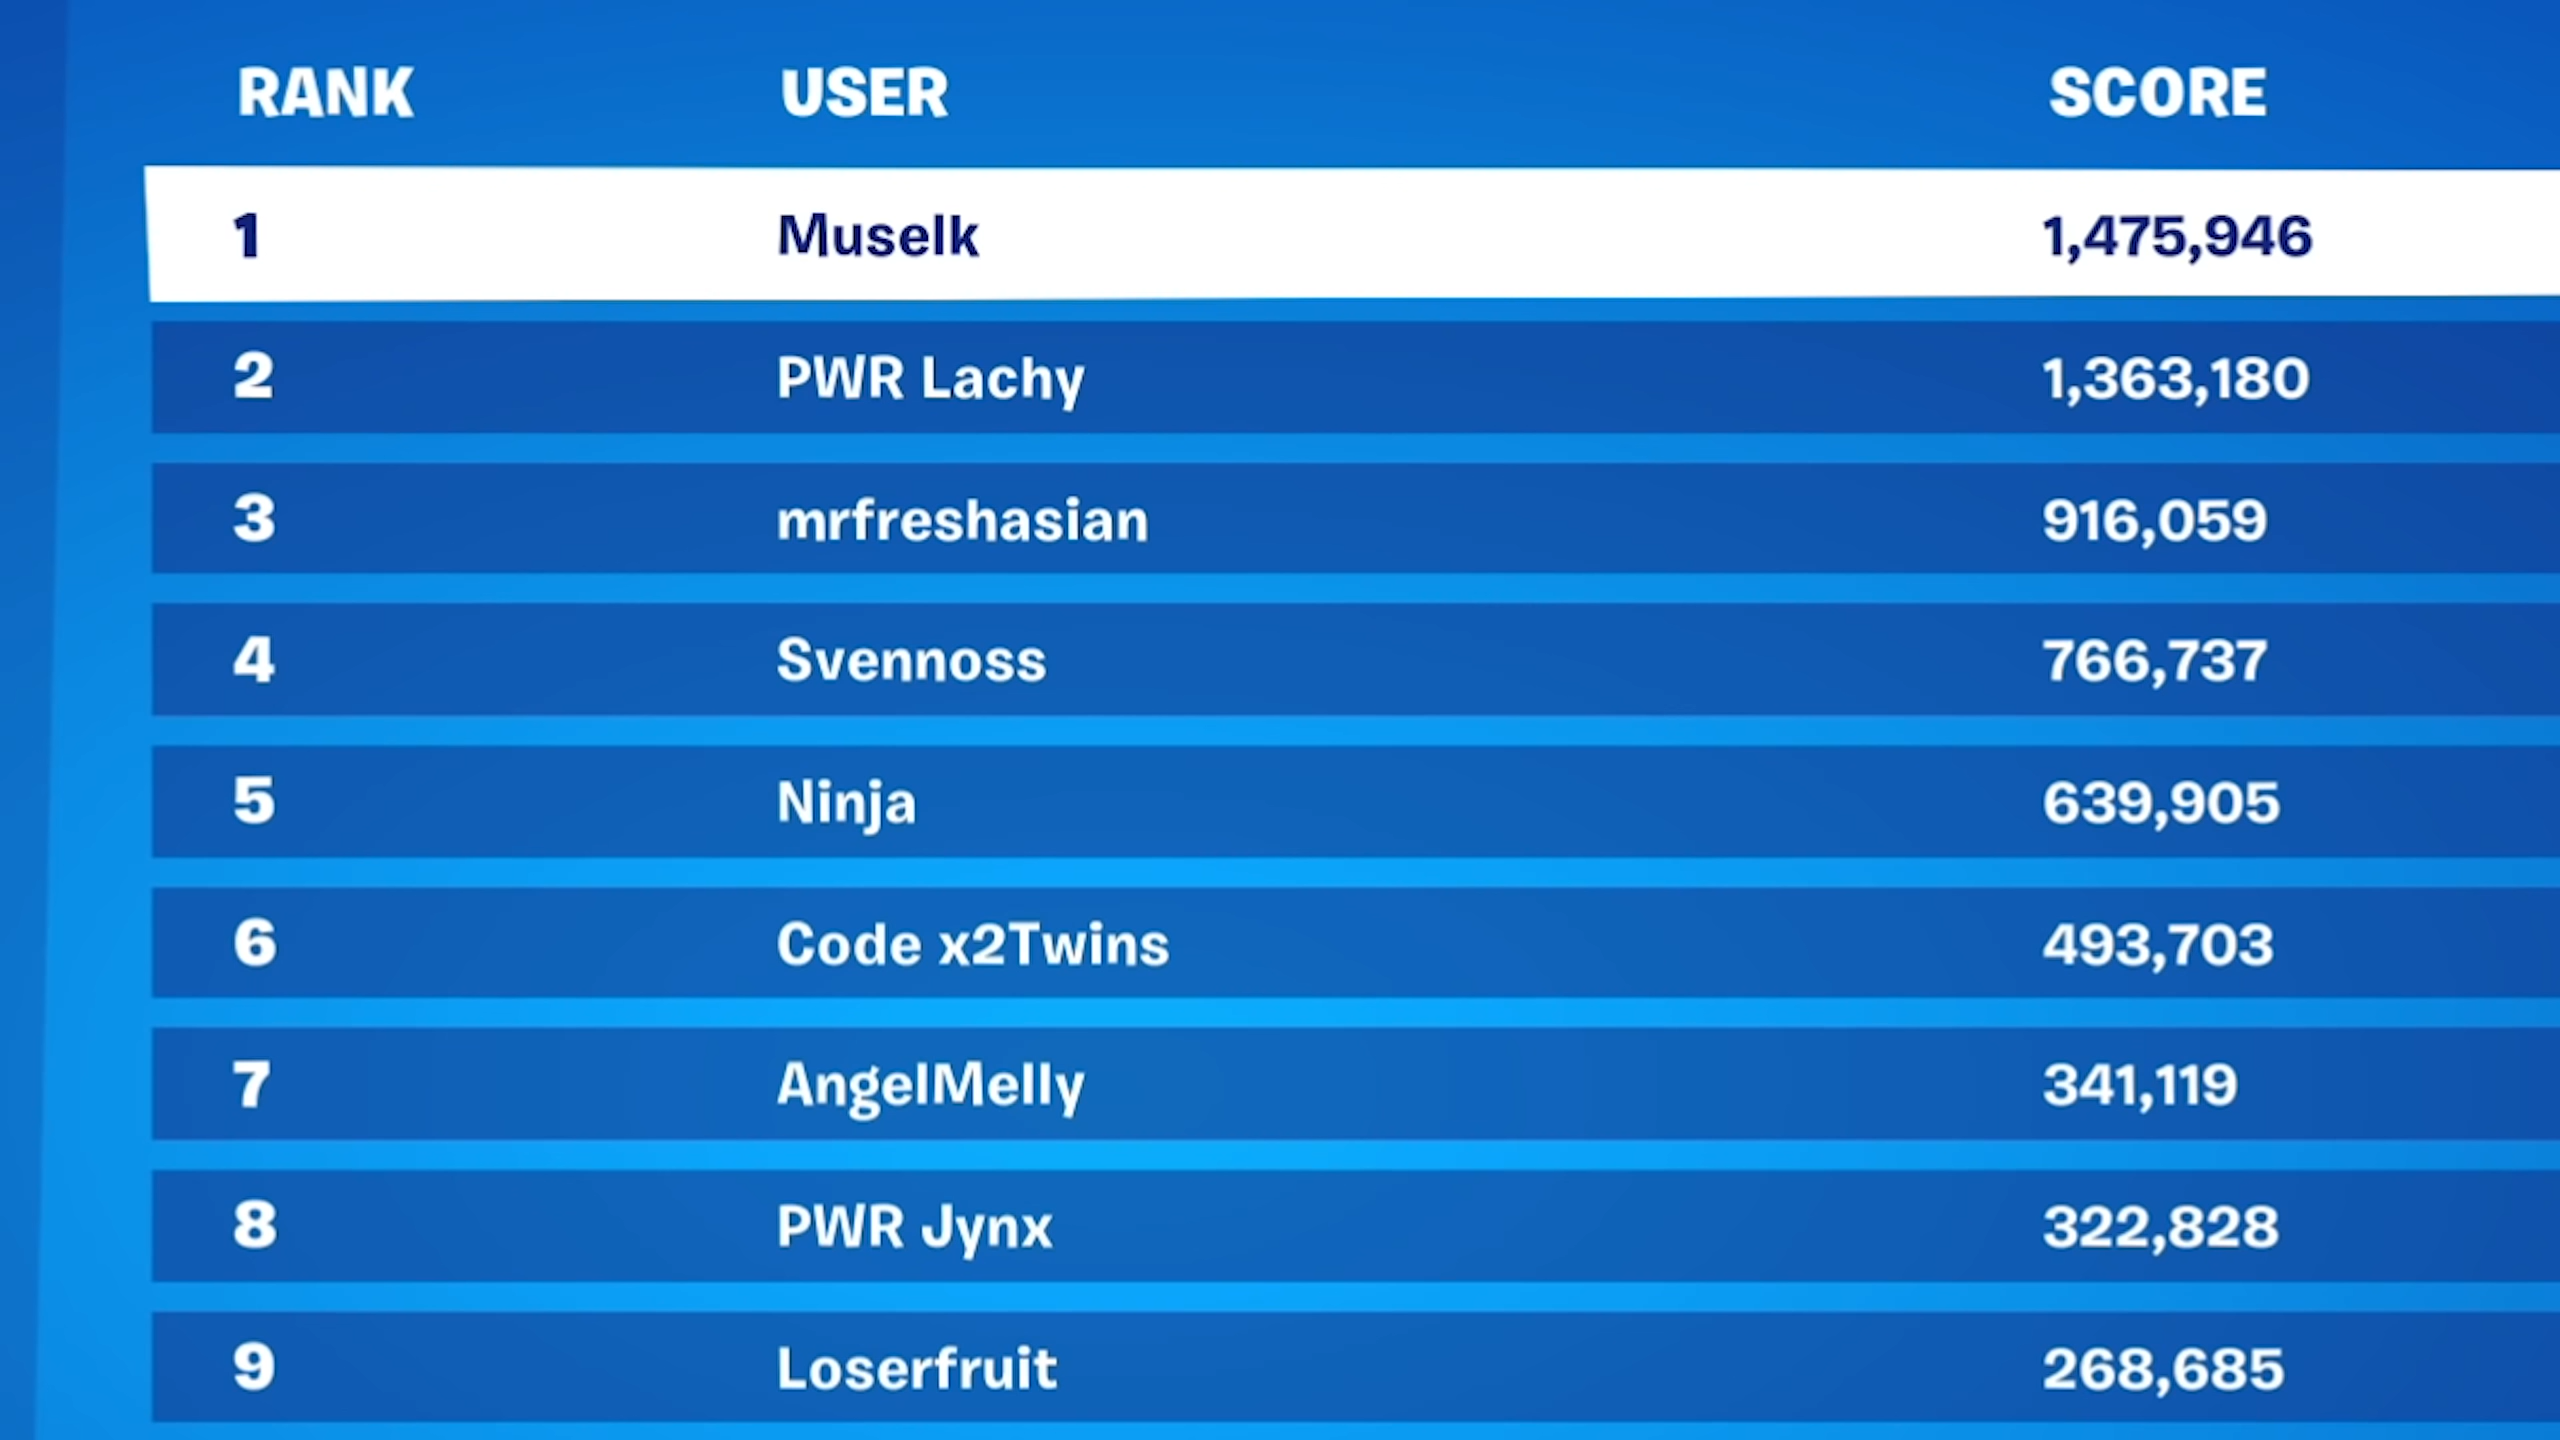 RANK USER SCORE
1 Muselk 1,475,946
2 PWR Lachy 1,363,180
3 mrfreshasian 916,059
4 Svennoss 766,737
5 Ninja 639,905
6 Code x2Twins 493,703
7 AngelMelly 341,119
8 PWR Jynx 322,828
9 Loserfruit 268,685